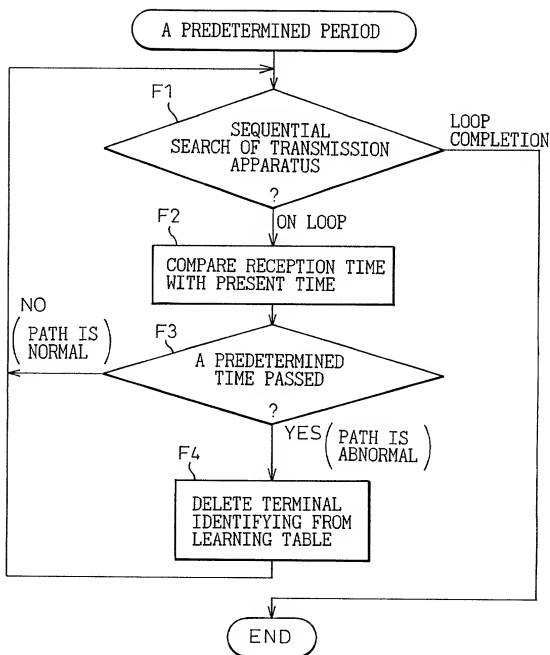 A PREDETERMINED PERIOD
F1
SEQUENTIAL
SEARCH OF TRANSMISSION
APPARATUS
?
LOOP
COMPLETION
ON LOOP
F2
COMPARE RECEPTION TIME
WITH PRESENT TIME
NO
(PATH IS
NORMAL)
F3
A PREDETERMINED
TIME PASSED
?
YES (PATH IS
ABNORMAL)
F4
DELETE TERMINAL
IDENTIFYING FROM
LEARNING TABLE
END